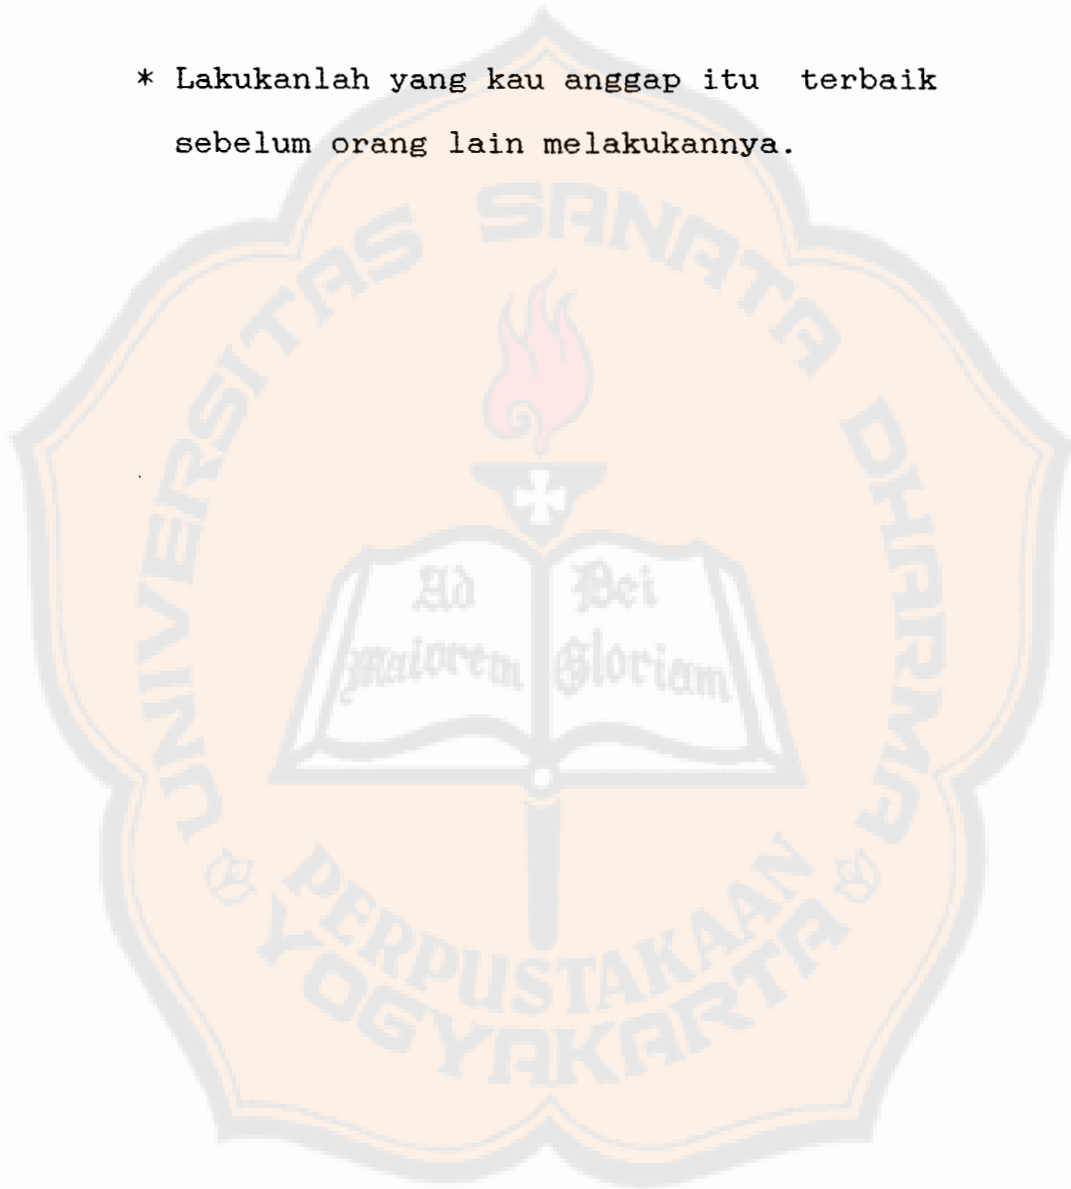 * Lakukanlah yang kau anggap itu terbaik
sebelum orang lain melakukannya.
UNIVERSITAS SANATA DHARMA
Ad Dei
maiorem Gloriam
PERPUSTAKAAN
YOGYAKARTA